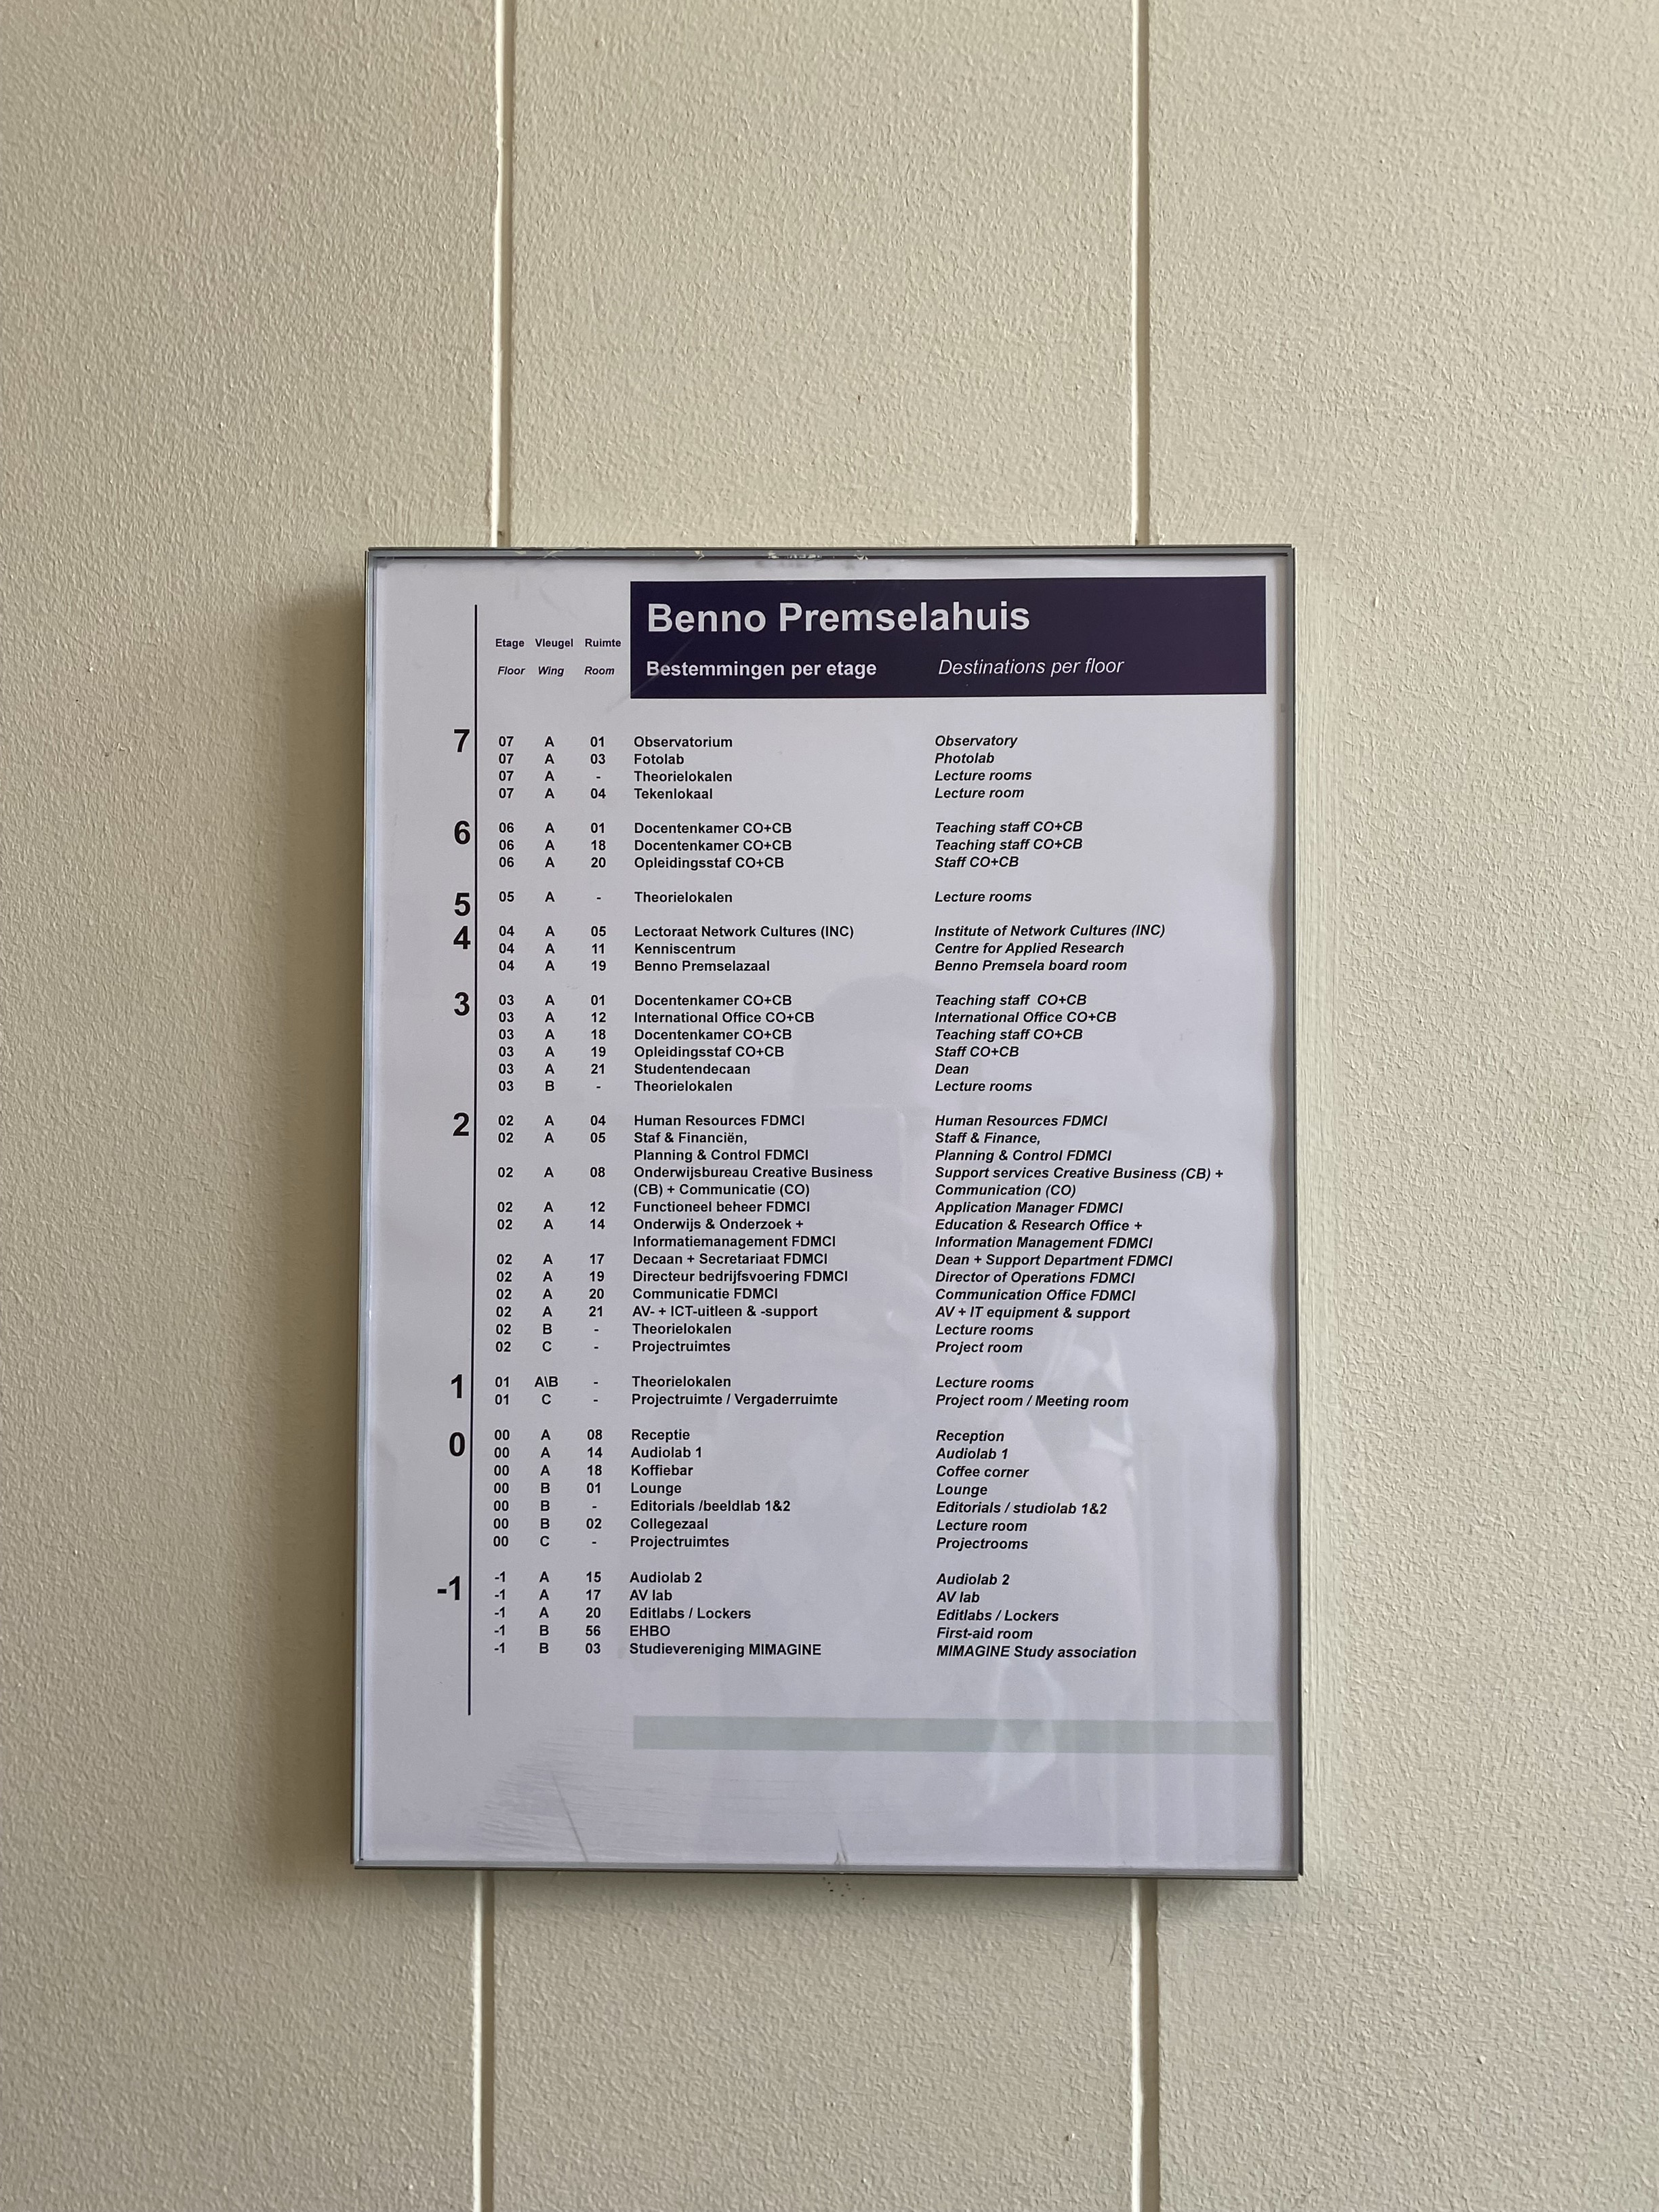 Benno Premselahuis
Etage Vleugel Ruimte
Floor Wing Room
Bestemmingen per etage Destinations per floor
7 07 A 01 Observatorium Observatory
07 A 03 Fotolab Photolab
07 A - Theorielokalen Lecture rooms
07 A 04 Tekenlokaal Lecture room
6 06 A 01 Docentenkamer CO+CB Teaching staff CO+CB
06 A 18 Docentenkamer CO+CB Teaching staff CO+CB
06 A 20 Opleidingsstaf CO+CB Staff CO+CB
5 05 A - Theorielokalen Lecture rooms
4 04 A 05 Lectoraat Network Cultures (INC) Institute of Network Cultures (INC)
04 A 11 Kenniscentrum Centre for Applied Research
04 A 19 Benno Premselazaal Benno Premsela board room
3 03 A 01 Docentenkamer CO+CB Teaching staff CO+CB
03 A 12 International Office CO+CB International Office CO+CB
03 A 18 Docentenkamer CO+CB Teaching staff CO+CB
03 A 19 Opleidingsstaf CO+CB Staff CO+CB
03 A 21 Studentendecaan Dean
03 B - Theorielokalen Lecture rooms
2 02 A 04 Human Resources FDMCI Human Resources FDMCI
02 A 05 Staf & Financiën, Staff & Finance,
Planning & Control FDMCI Planning & Control FDMCI
02 A 08 Onderwijsbureau Creative Business Support services Creative Business (CB) +
(CB) + Communicatie (CO) Communication (CO)
02 A 12 Functioneel beheer FDMCI Application Manager FDMCI
02 A 14 Onderwijs & Onderzoek + Education & Research Office +
Informatiemanagement FDMCI Information Management FDMCI
02 A 17 Decaan + Secretariaat FDMCI Dean + Support Department FDMCI
02 A 19 Directeur bedrijfsvoering FDMCI Director of Operations FDMCI
02 A 20 Communicatie FDMCI Communication Office FDMCI
02 A 21 AV- + ICT-uitleen & -support AV + IT equipment & support
02 B - Theorielokalen Lecture rooms
02 C - Projectruimtes Project room
1 01 A\B - Theorielokalen Lecture rooms
01 C - Projectruimte / Vergaderruimte Project room / Meeting room
0 00 A 08 Receptie Reception
00 A 14 Audiolab 1 Audiolab 1
00 A 18 Koffiebar Coffee corner
00 B 01 Lounge Lounge
00 B - Editorials /beeldlab 1&2 Editorials / studiolab 1&2
00 B 02 Collegezaal Lecture room
00 C - Projectruimtes Projectrooms
-1 -1 A 15 Audiolab 2 Audiolab 2
-1 A 17 AV lab AV lab
-1 A 20 Editlabs / Lockers Editlabs / Lockers
-1 B 56 EHBO First-aid room
-1 B 03 Studievereniging MIMAGINE MIMAGINE Study association